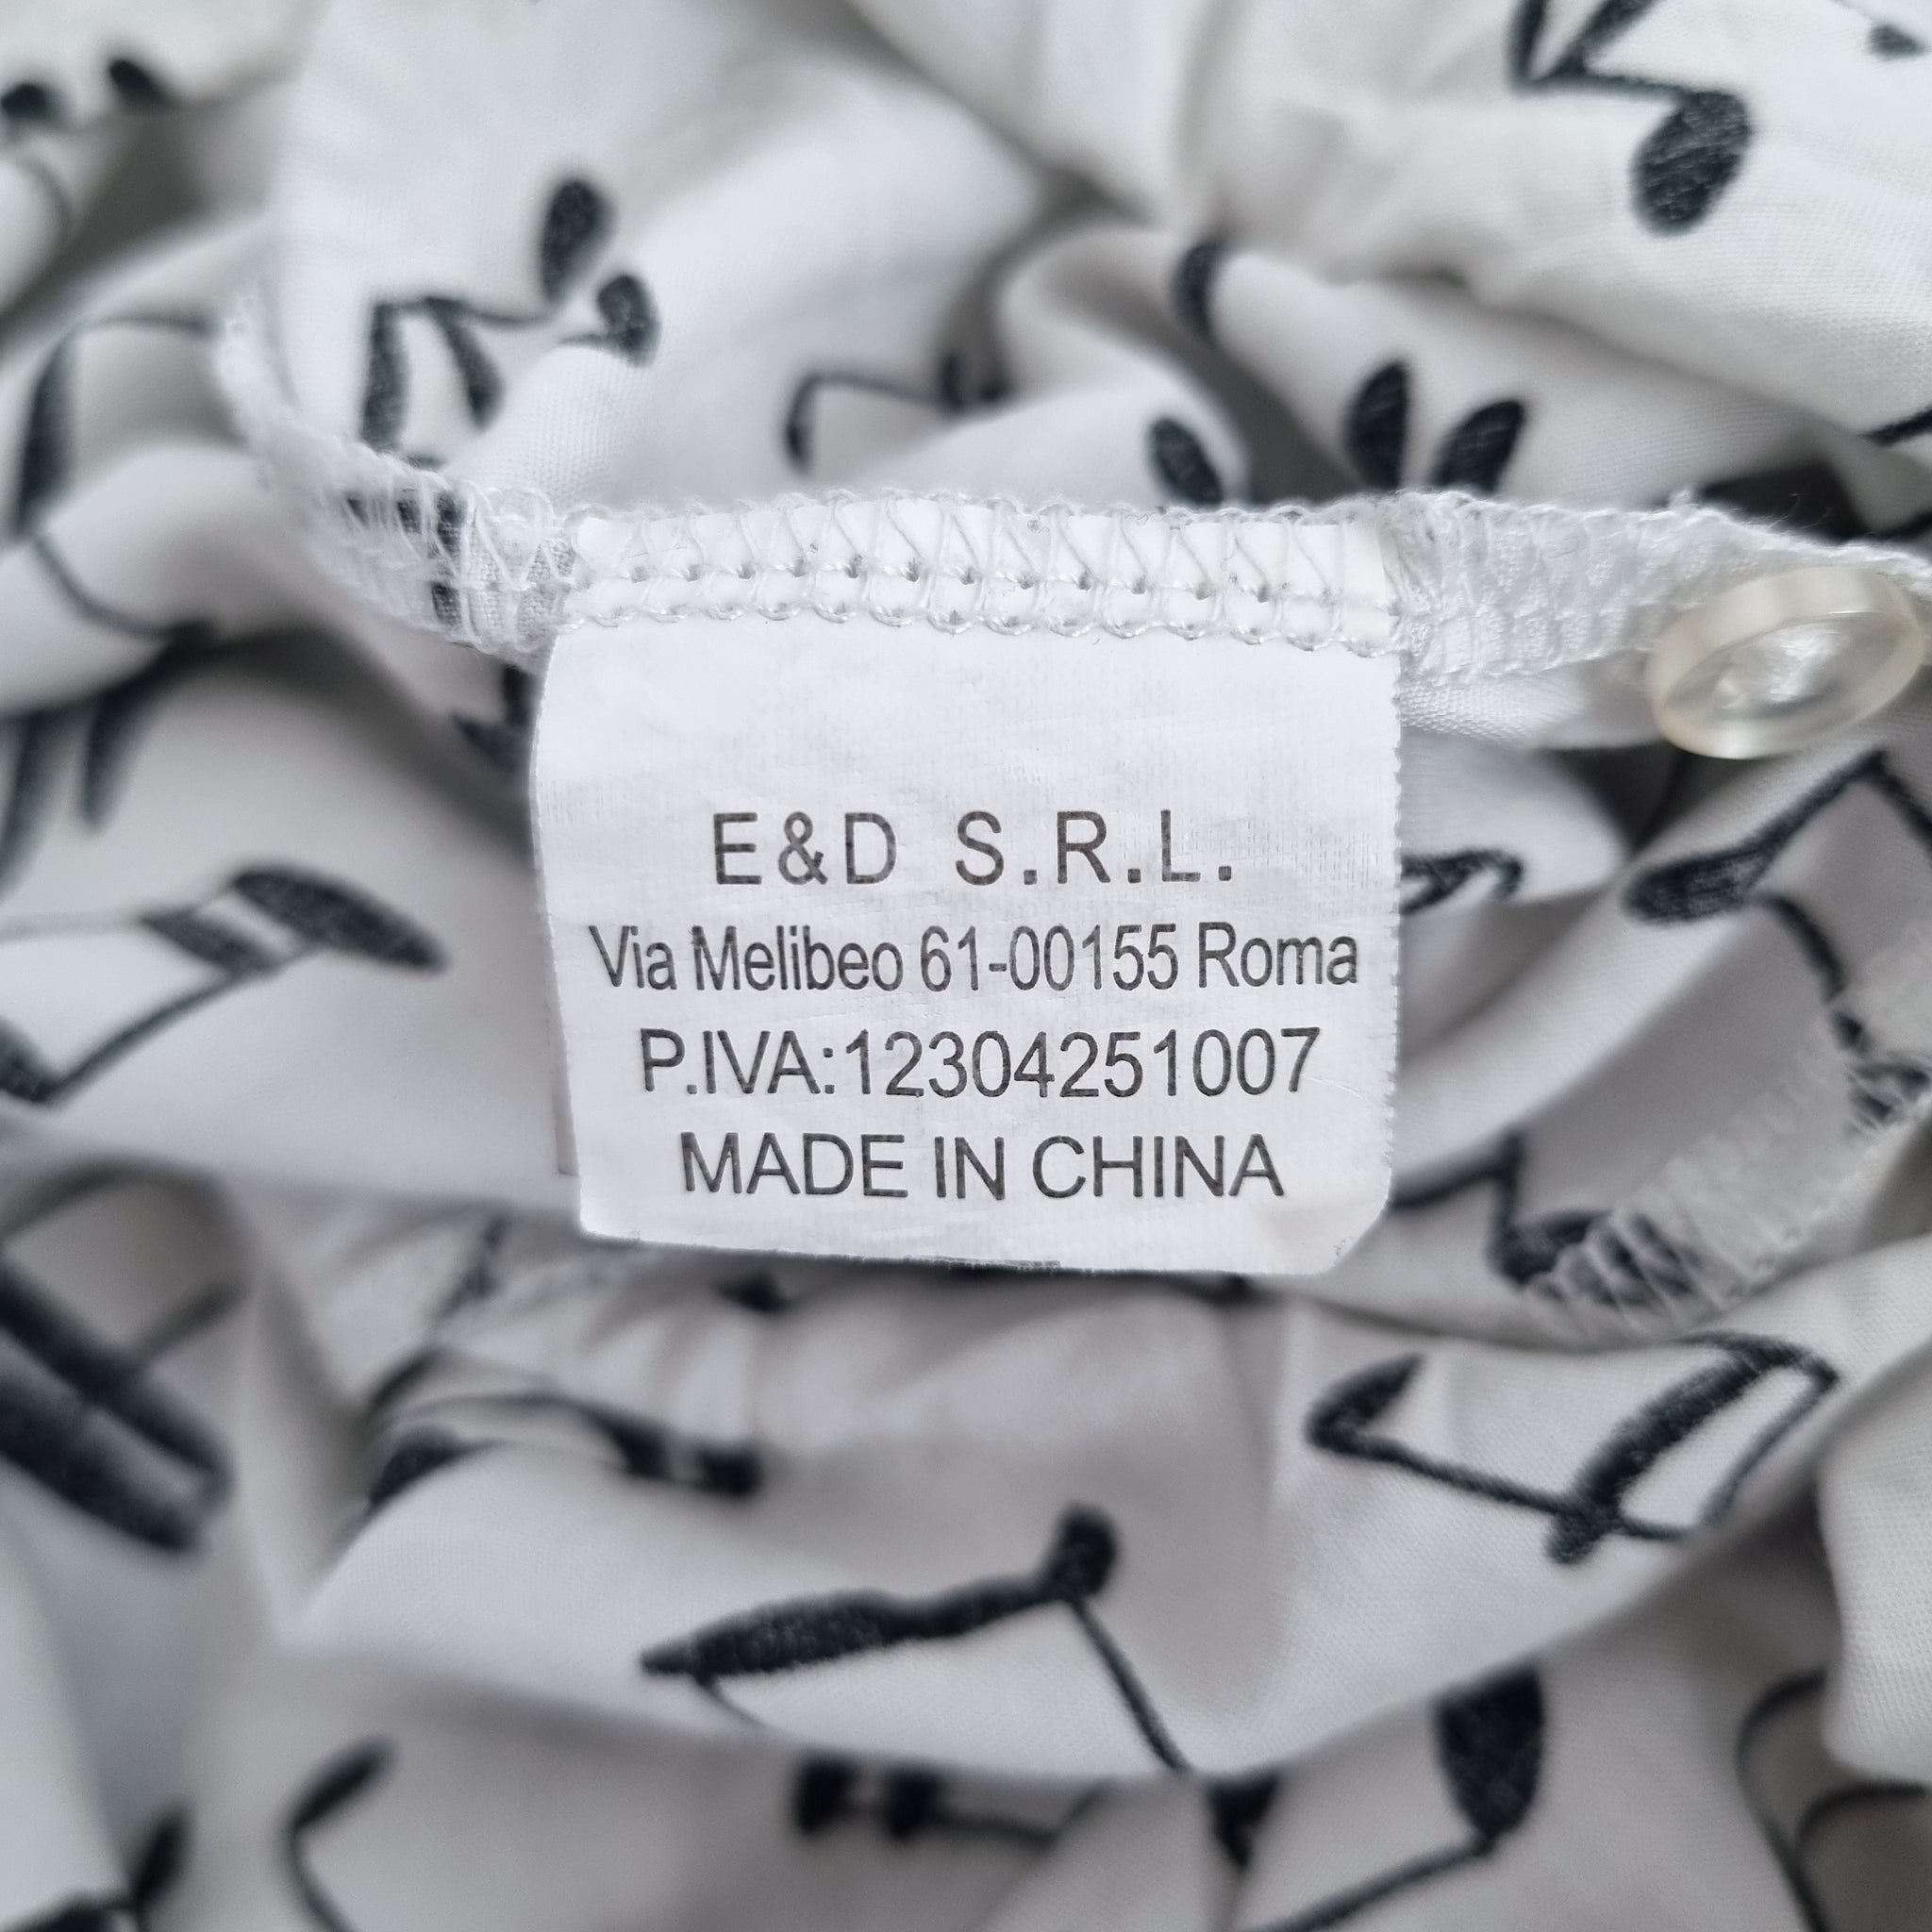 E&D S.R.L.
Via Melibeo 61-00155 Roma
P.IVA:12304251007
MADE IN CHINA